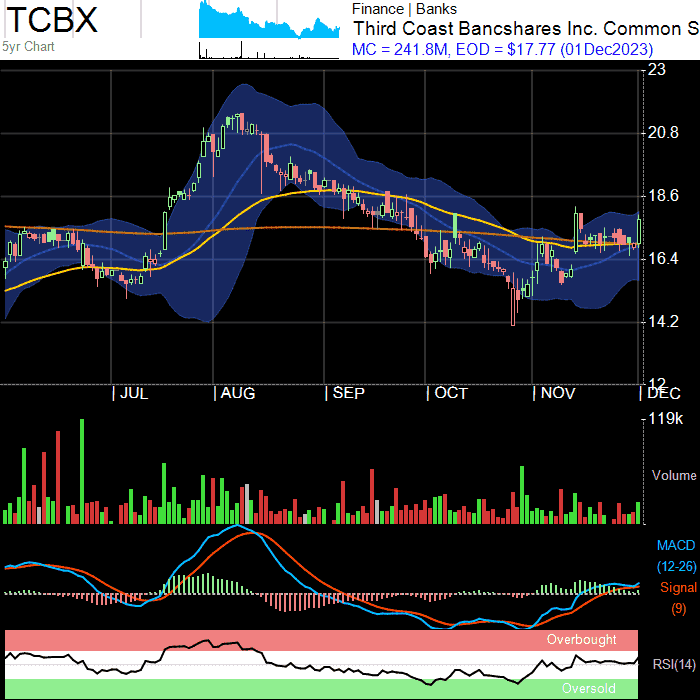 TCBX
5yr Chart
Finance | Banks
Third Coast Bancshares Inc. Common S
MC = 241.8M, EOD = $17.77 (01Dec2023)
23
20.8
18.6
16.4
14.2
12
JUL AUG SEP OCT NOV DEC
119k
Volume
MACD
(12-26)
Signal
(9)
Overbought
RSI(14)
Oversold